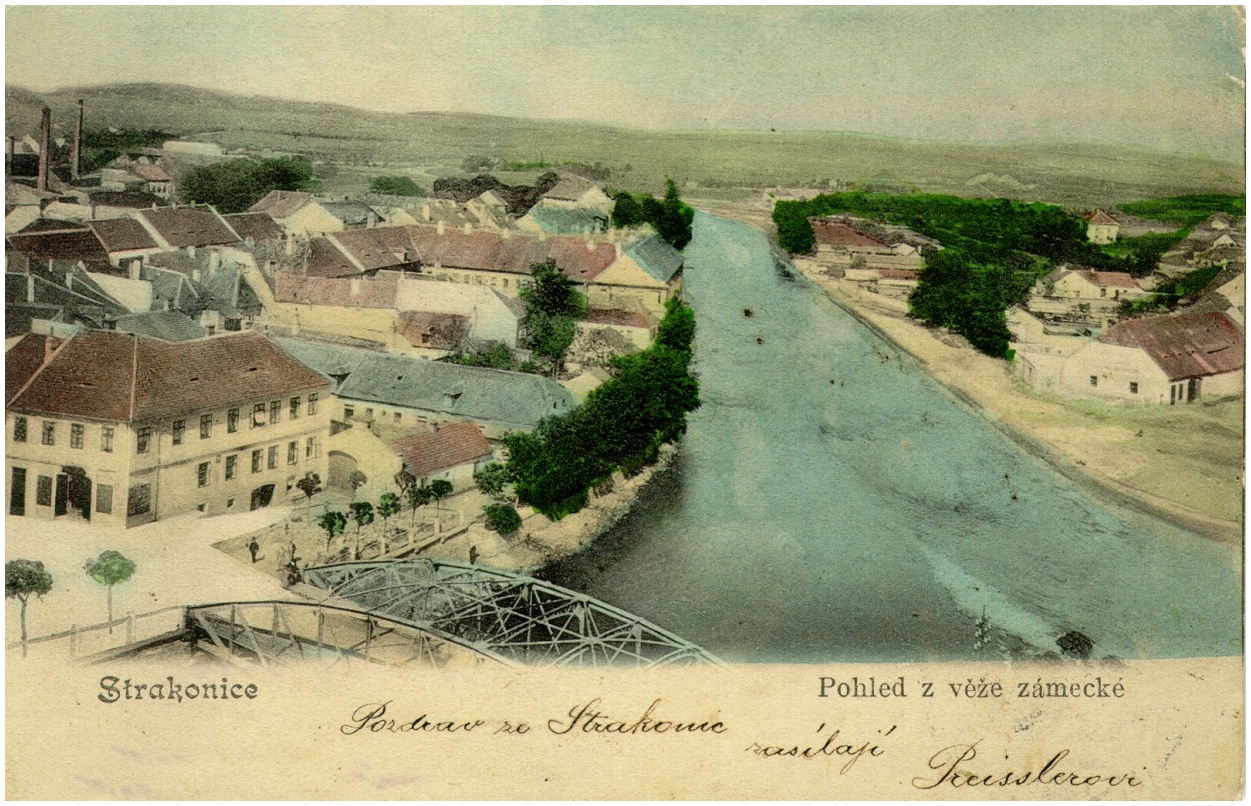 Strakonice
Pohled z věže zámecké
Pozdrav ze Strakonic
zasílají
Preisslerovi